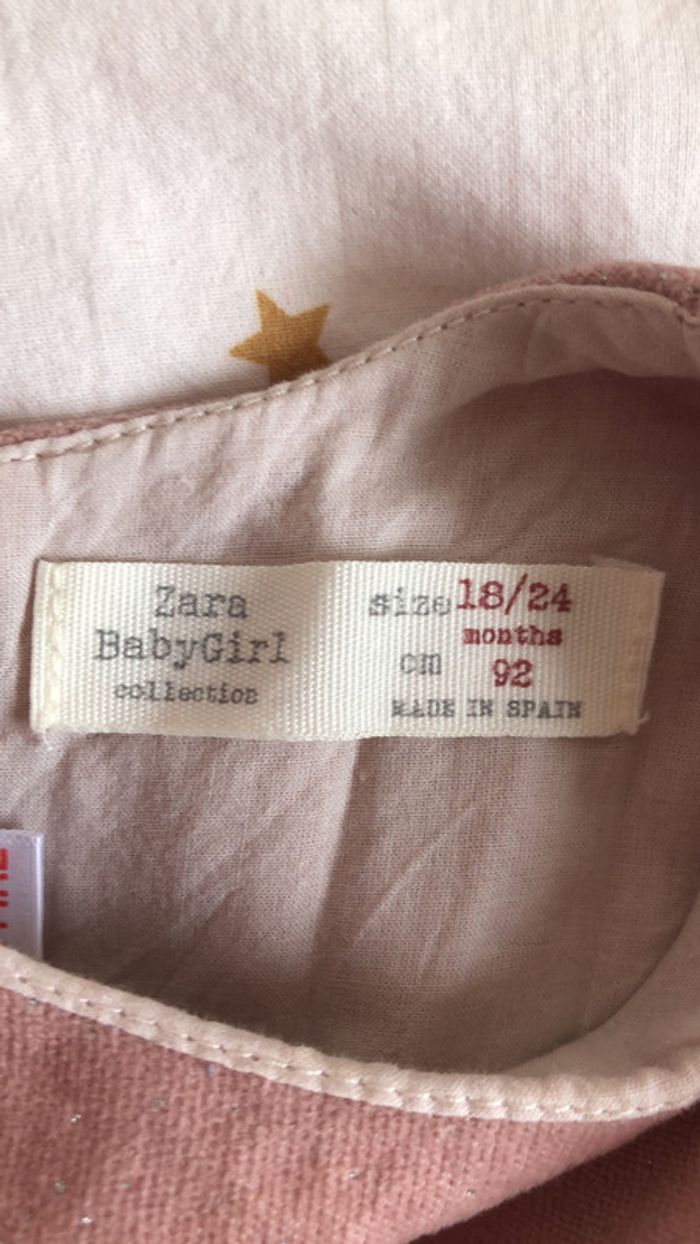 Zara
BabyGirl
collection
size 18/24
months
cm 92
MADE IN SPAIN